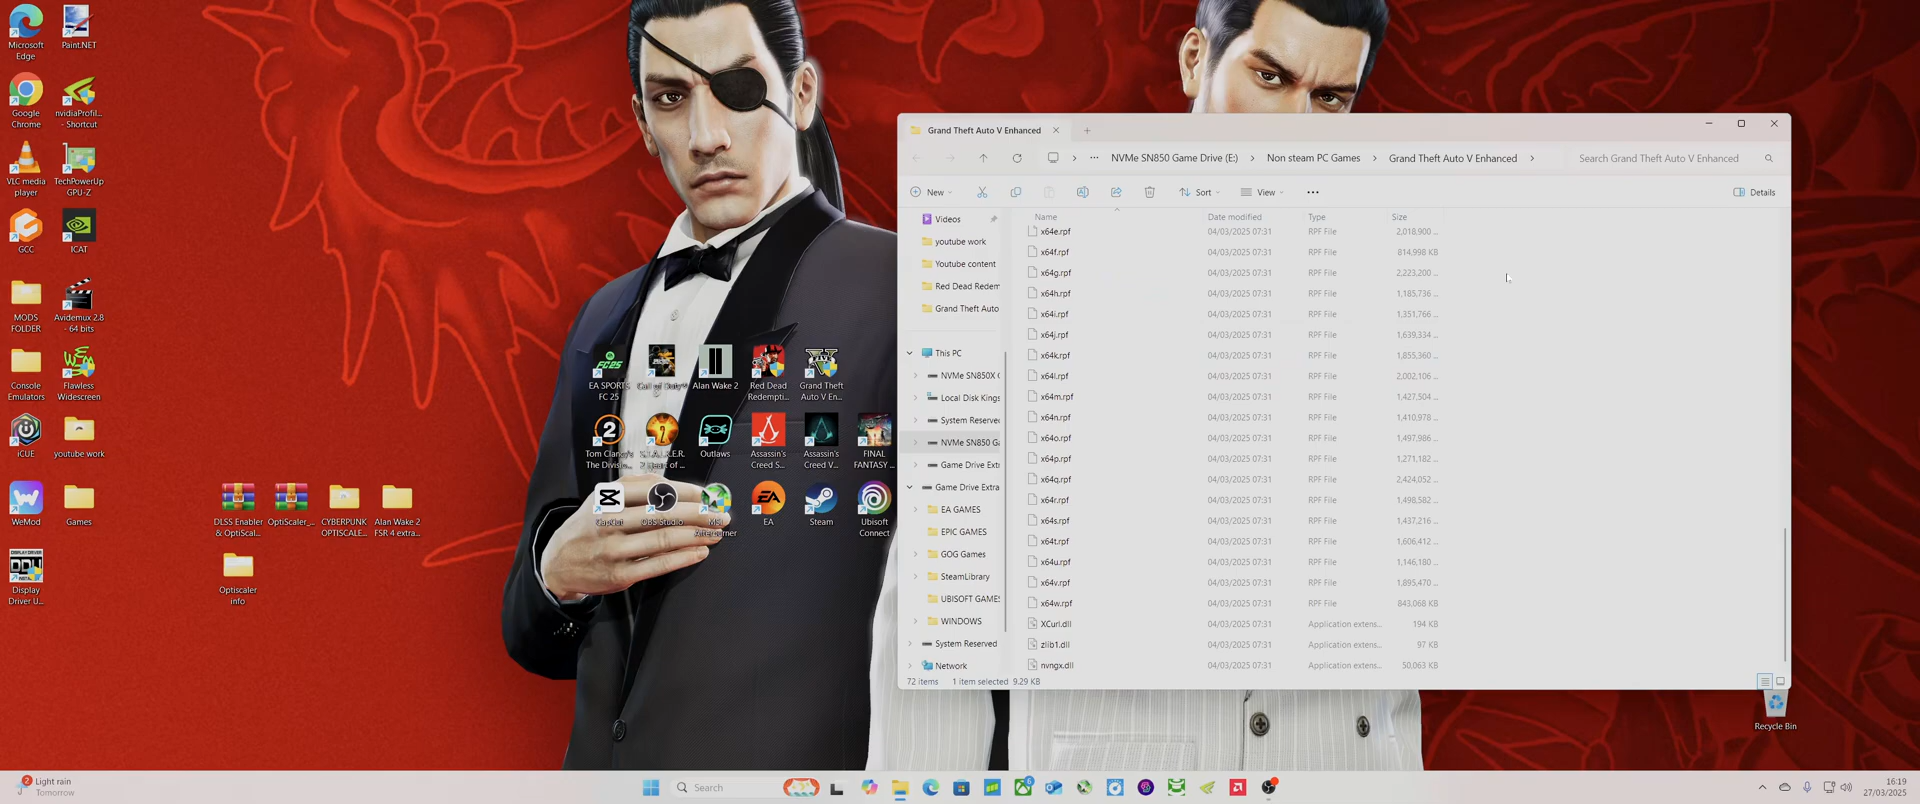 Microsoft
Edge
Paint.NET
Google
Chrome
nvidiaProfil...
- Shortcut
VLC media
player
TechPowerUp
GPU-Z
GCC
ICAT
MODS
FOLDER
Avidemux 2.8
- 64 bits
Console
Emulators
Flawless
Widescreen
iCUE
youtube work
WeMod
Games
Display
Driver U...
DLSS Enabler
& OptiScal...
OptiScaler_...
CYBERPUNK
OPTISCALE...
Alan Wake 2
FSR 4 extra...
Optiscaler
info
EA SPORTS
FC 25
Call of Duty®
Alan Wake 2
Red Dead
Redempti...
Grand Theft
Auto V En...
Tom Clancy's
The Divisio...
S.T.A.L.K.E.R.
2 Heart of ...
Outlaws
Assassin's
Creed S...
Assassin's
Creed V...
FINAL
FANTASY ...
CapCut
OBS Studio
MSI
Afterburner
EA
Steam
Ubisoft
Connect
Grand Theft Auto V Enhanced
NVMe SN850 Game Drive (E:) > Non steam PC Games > Grand Theft Auto V Enhanced >
Search Grand Theft Auto V Enhanced
New
Sort
View
Details
Videos
youtube work
Youtube content
Red Dead Redem
Grand Theft Auto
This PC
NVMe SN850X
Local Disk Kings
System Reserve
NVMe SN850 Ga
Game Drive Ext
Game Drive Extra
EA GAMES
EPIC GAMES
GOG Games
SteamLibrary
UBISOFT GAMES
WINDOWS
System Reserved
Network
Name Date modified Type Size
x64e.rpf 04/03/2025 07:31 RPF File 2,018,900 ...
x64f.rpf 04/03/2025 07:31 RPF File 814,998 KB
x64g.rpf 04/03/2025 07:31 RPF File 2,223,200 ...
x64h.rpf 04/03/2025 07:31 RPF File 1,185,736 ...
x64i.rpf 04/03/2025 07:31 RPF File 1,351,766 ...
x64j.rpf 04/03/2025 07:31 RPF File 1,639,334 ...
x64k.rpf 04/03/2025 07:31 RPF File 1,855,360 ...
x64l.rpf 04/03/2025 07:31 RPF File 2,002,106 ...
x64m.rpf 04/03/2025 07:31 RPF File 1,427,504 ...
x64n.rpf 04/03/2025 07:31 RPF File 1,410,978 ...
x64o.rpf 04/03/2025 07:31 RPF File 1,497,986 ...
x64p.rpf 04/03/2025 07:31 RPF File 1,271,182 ...
x64q.rpf 04/03/2025 07:31 RPF File 2,424,052 ...
x64r.rpf 04/03/2025 07:31 RPF File 1,498,582 ...
x64s.rpf 04/03/2025 07:31 RPF File 1,437,216 ...
x64t.rpf 04/03/2025 07:31 RPF File 1,606,412 ...
x64u.rpf 04/03/2025 07:31 RPF File 1,146,180 ...
x64v.rpf 04/03/2025 07:31 RPF File 1,895,470 ...
x64w.rpf 04/03/2025 07:31 RPF File 843,068 KB
XCurl.dll 04/03/2025 07:31 Application extens... 194 KB
zlib1.dll 04/03/2025 07:31 Application extens... 97 KB
nvngx.dll 04/03/2025 07:31 Application extens... 50,063 KB
72 items 1 item selected 9.29 KB
Recycle Bin
2
Light rain
Tomorrow
Search
6
16:19
27/03/2025